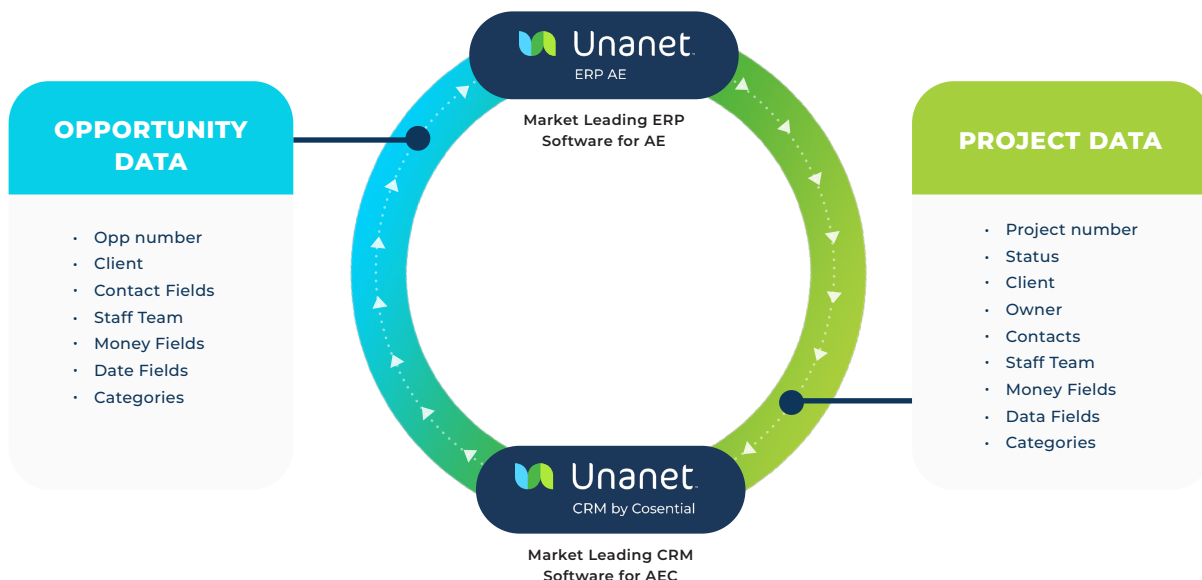 Unanet
ERP AE
Market Leading ERP
Software for AE
OPPORTUNITY
DATA
• Opp number
• Client
• Contact Fields
• Staff Team
• Money Fields
• Date Fields
• Categories
PROJECT DATA
• Project number
• Status
• Client
• Owner
• Contacts
• Staff Team
• Money Fields
• Data Fields
• Categories
Unanet
CRM by Cosential
Market Leading CRM
Software for AEC